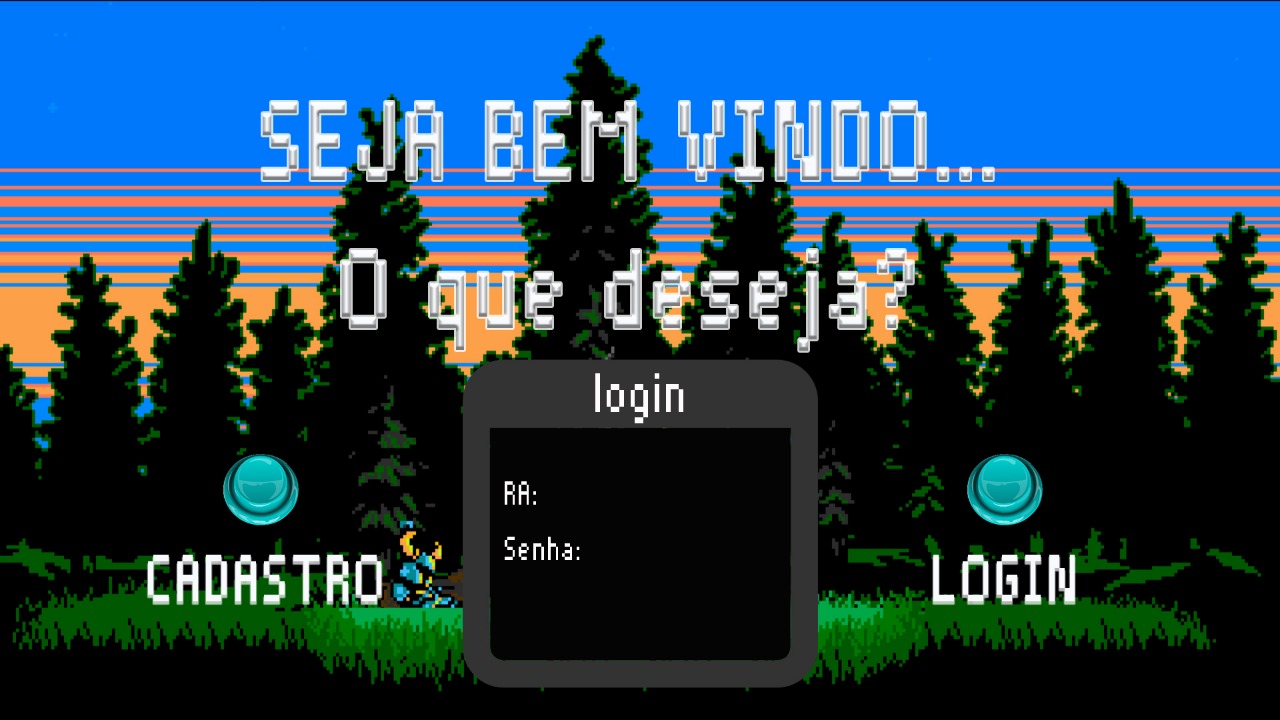 SEJA BEM VINDO...
O que deseja?
login
RA:
Senha:
CADASTRO
LOGIN